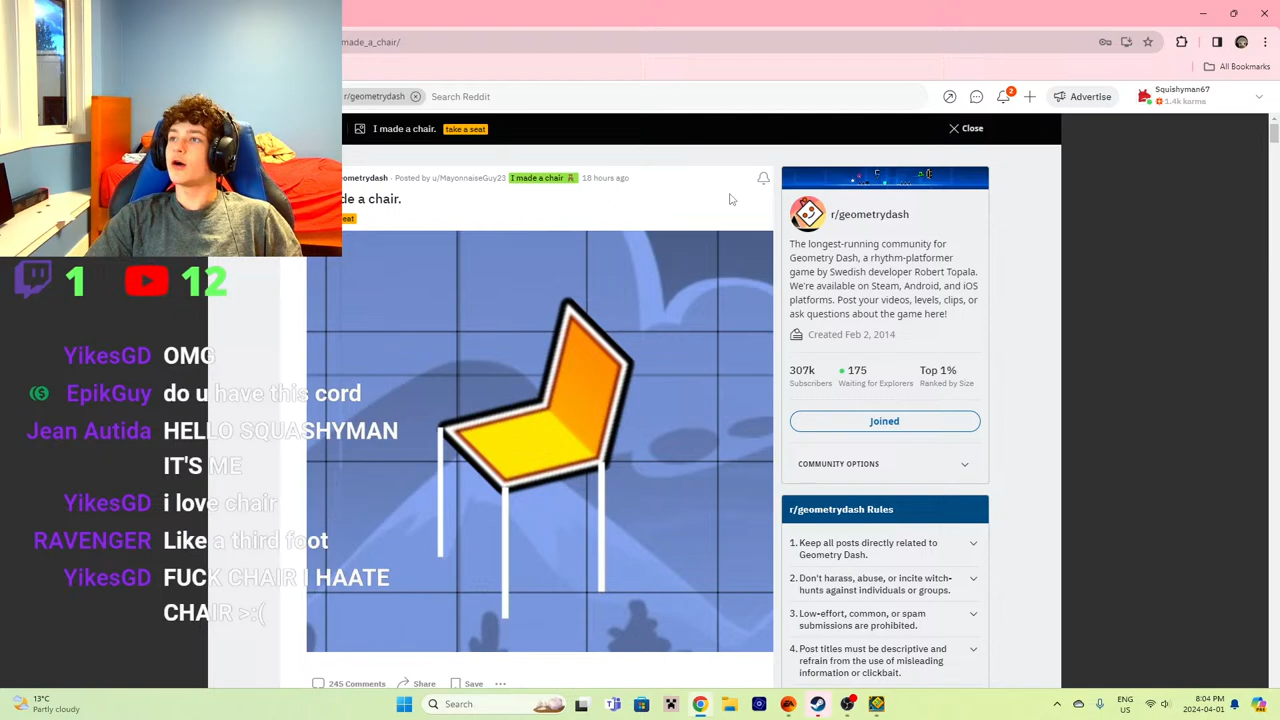 made_a_chair/
All Bookmarks
r/geometrydash
Search Reddit
2
Advertise
Squishyman67
1.4k karma
I made a chair.
take a seat
Close
ometrydash · Posted by u/MayonnaiseGuy23
I made a chair
18 hours ago
de a chair.
eat
r/geometrydash
The longest-running community for
Geometry Dash, a rhythm-platformer
game by Swedish developer Robert Topala.
We're available on Steam, Android, and iOS
platforms. Post your videos, levels, clips, or
ask questions about the game here!
Created Feb 2, 2014
307k
175
Top 1%
Subscribers
Waiting for Explorers
Ranked by Size
Joined
COMMUNITY OPTIONS
r/geometrydash Rules
1. Keep all posts directly related to
Geometry Dash.
2. Don't harass, abuse, or incite witch-
hunts against individuals or groups.
3. Low-effort, common, or spam
submissions are prohibited.
4. Post titles must be descriptive and
refrain from the use of misleading
information or clickbait.
1
12
YikesGD OMG
EpikGuy do u have this cord
Jean Autida HELLO SQUASHYMAN
IT'S ME
YikesGD i love chair
RAVENGER Like a third foot
YikesGD FUCK CHAIR I HAATE
CHAIR >:(
245 Comments
Share
Save
13°C
Partly cloudy
Search
ENG
US
8:04 PM
2024-04-01